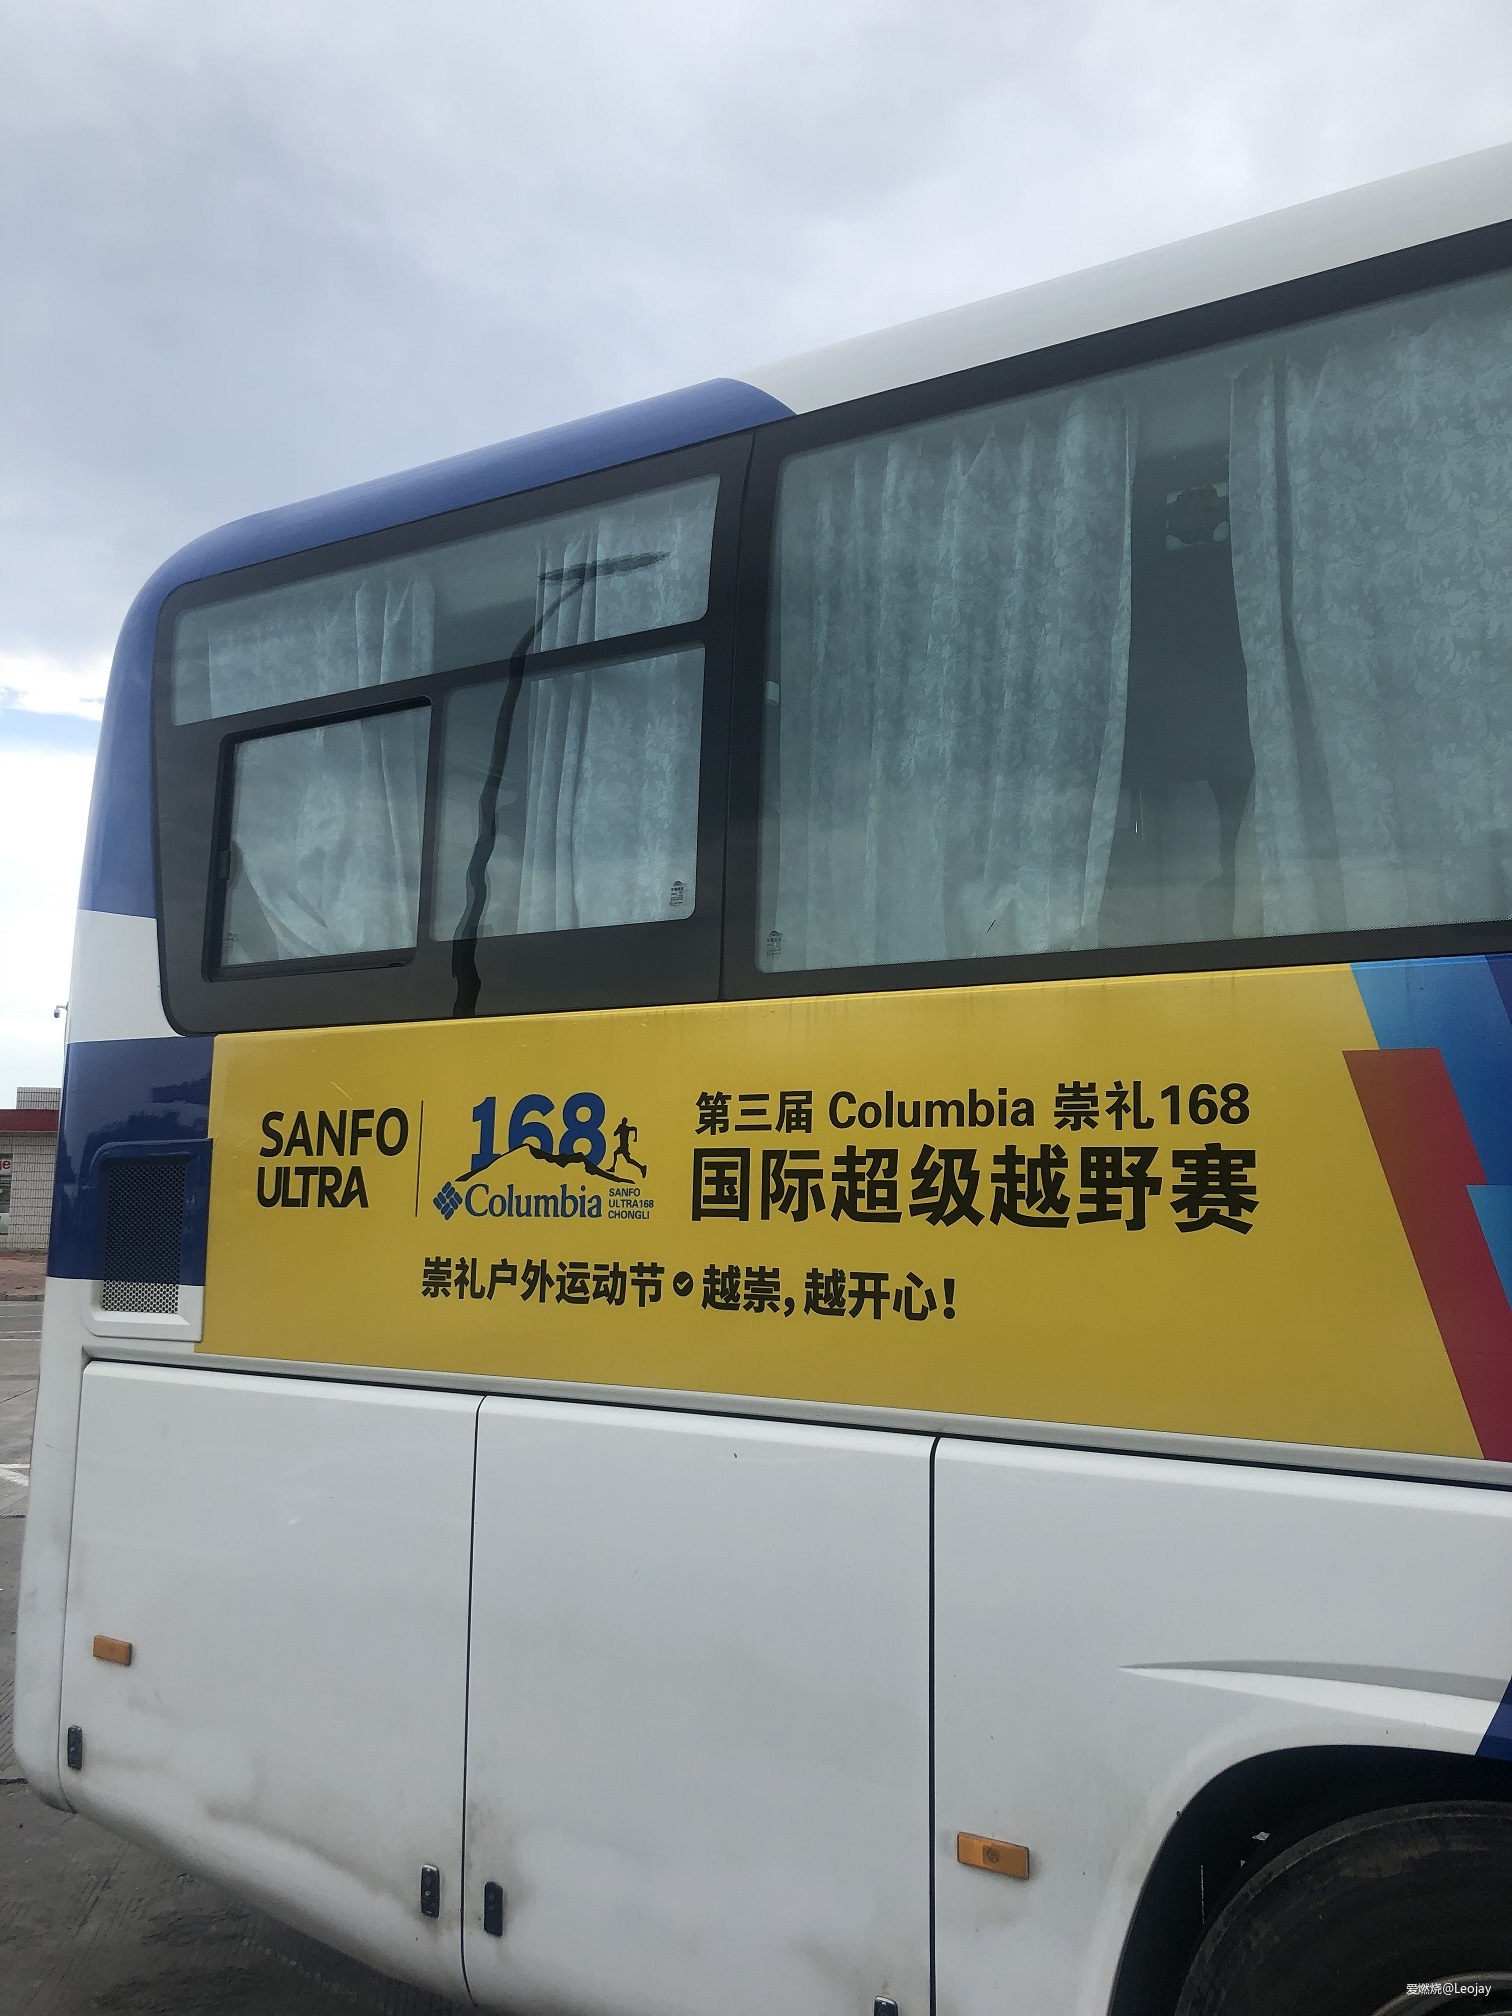 SANFO
ULTRA
168
Columbia
SANFO
ULTRA168
CHONGLI
第三届 Columbia 崇礼168
国际超级越野赛
崇礼户外运动节 越崇,越开心!
爱燃烧@Leojay